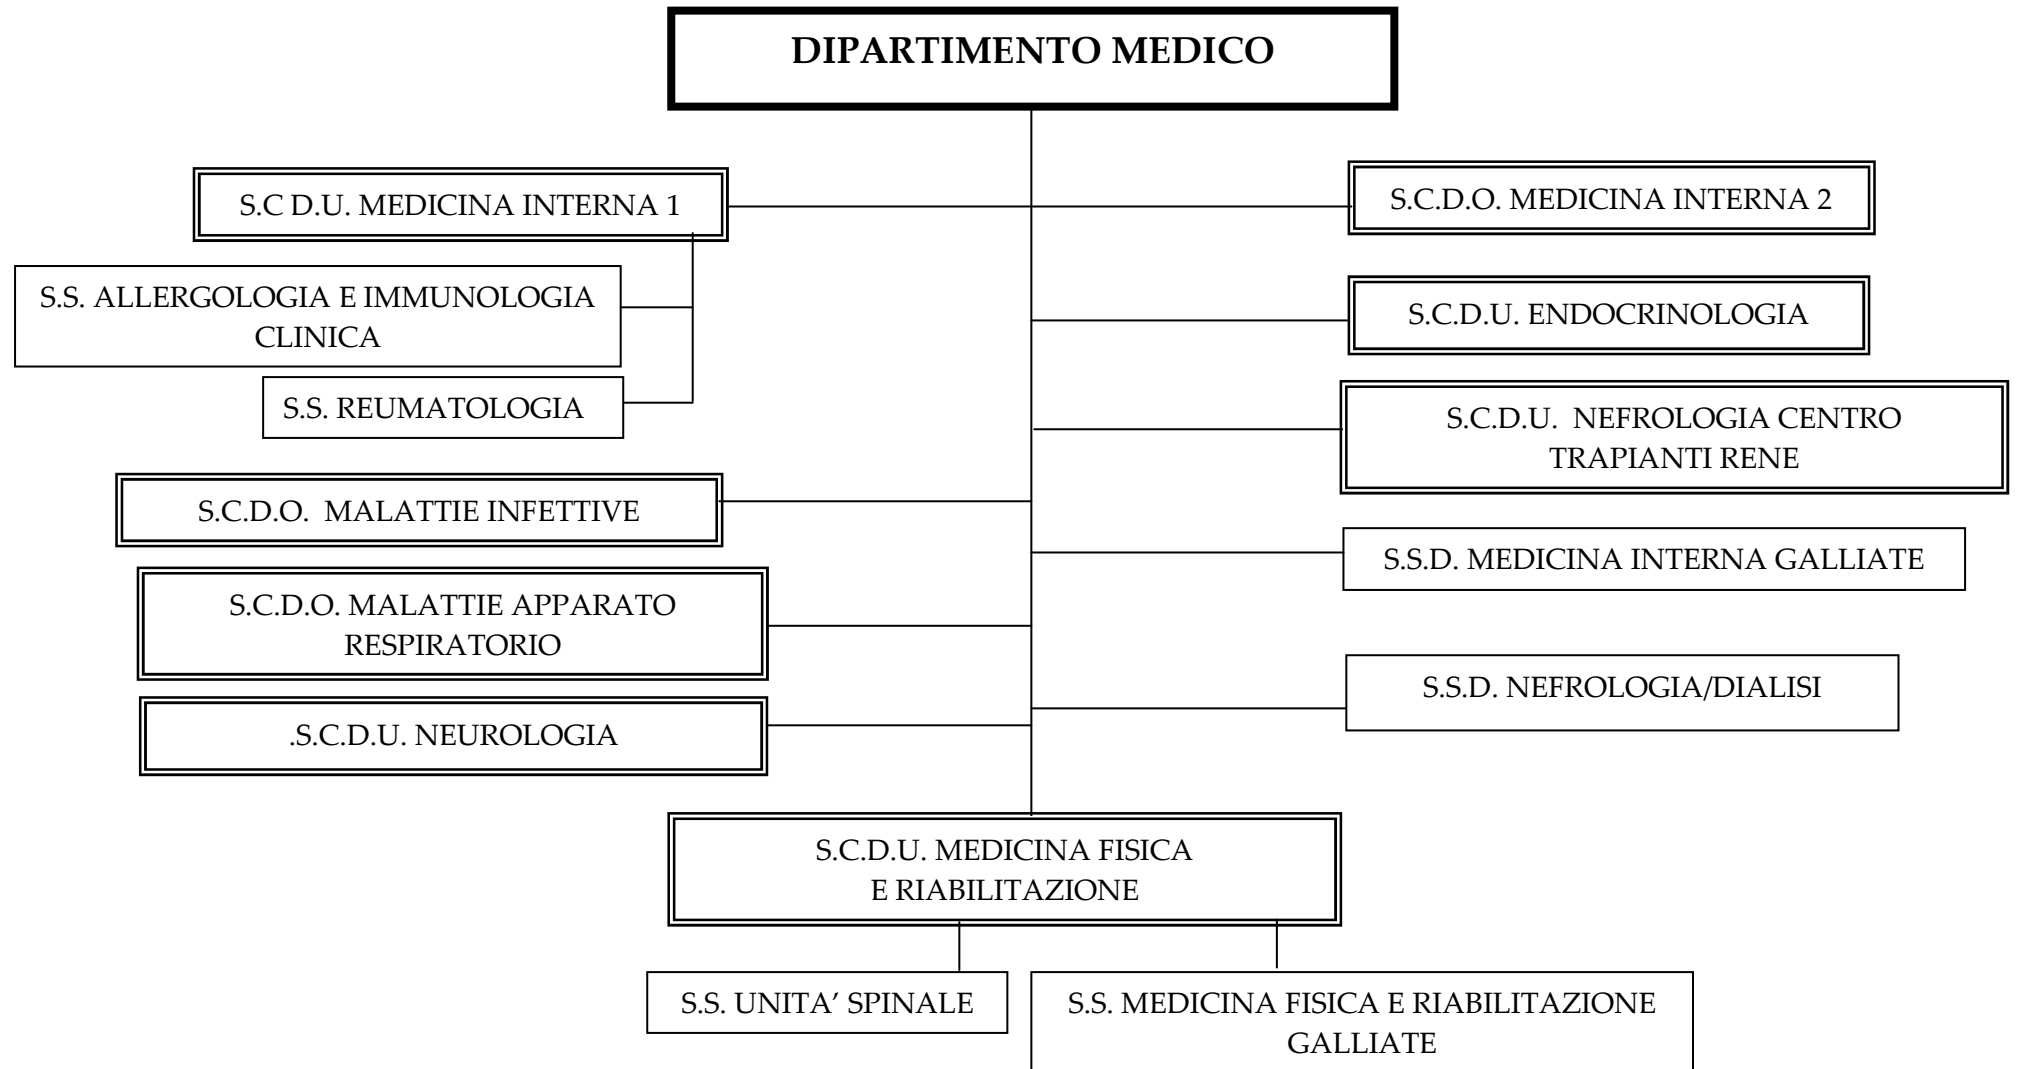 DIPARTIMENTO MEDICO
S.C D.U. MEDICINA INTERNA 1
S.C.D.O. MEDICINA INTERNA 2
S.S. ALLERGOLOGIA E IMMUNOLOGIA
CLINICA
S.C.D.U. ENDOCRINOLOGIA
S.S. REUMATOLOGIA
S.C.D.U. NEFROLOGIA CENTRO
TRAPIANTI RENE
S.C.D.O. MALATTIE INFETTIVE
S.S.D. MEDICINA INTERNA GALLIATE
S.C.D.O. MALATTIE APPARATO
RESPIRATORIO
S.S.D. NEFROLOGIA/DIALISI
.S.C.D.U. NEUROLOGIA
S.C.D.U. MEDICINA FISICA
E RIABILITAZIONE
S.S. UNITA’ SPINALE
S.S. MEDICINA FISICA E RIABILITAZIONE
GALLIATE